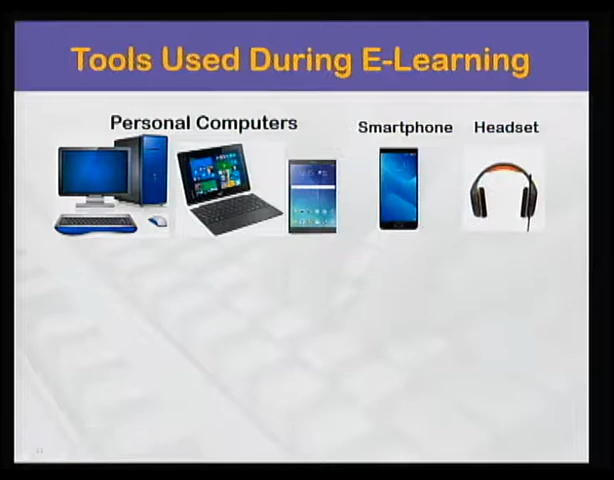 Tools Used During E-Learning
Personal Computers
Smartphone
Headset